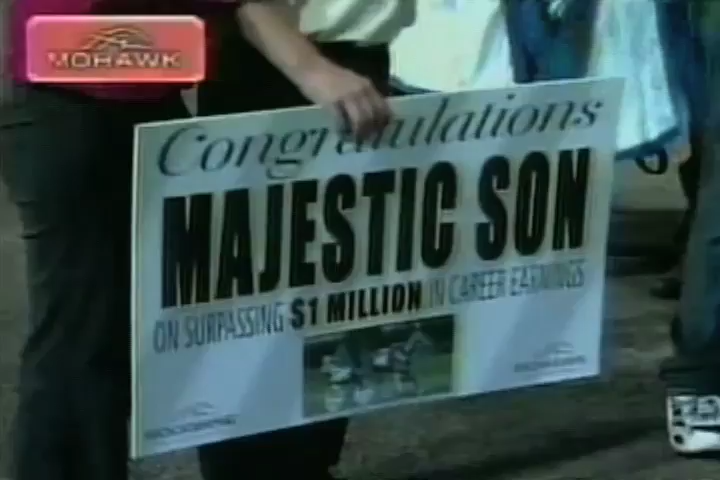 MOHAWK
Congratulations
MAJESTIC SON
ON SURPASSING $1 MILLION IN CAREER EARNINGS